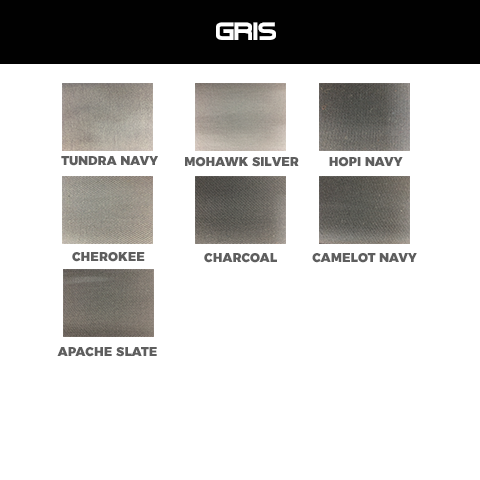 GRIS
TUNDRA NAVY
MOHAWK SILVER
HOPI NAVY
CHEROKEE
CHARCOAL
CAMELOT NAVY
APACHE SLATE